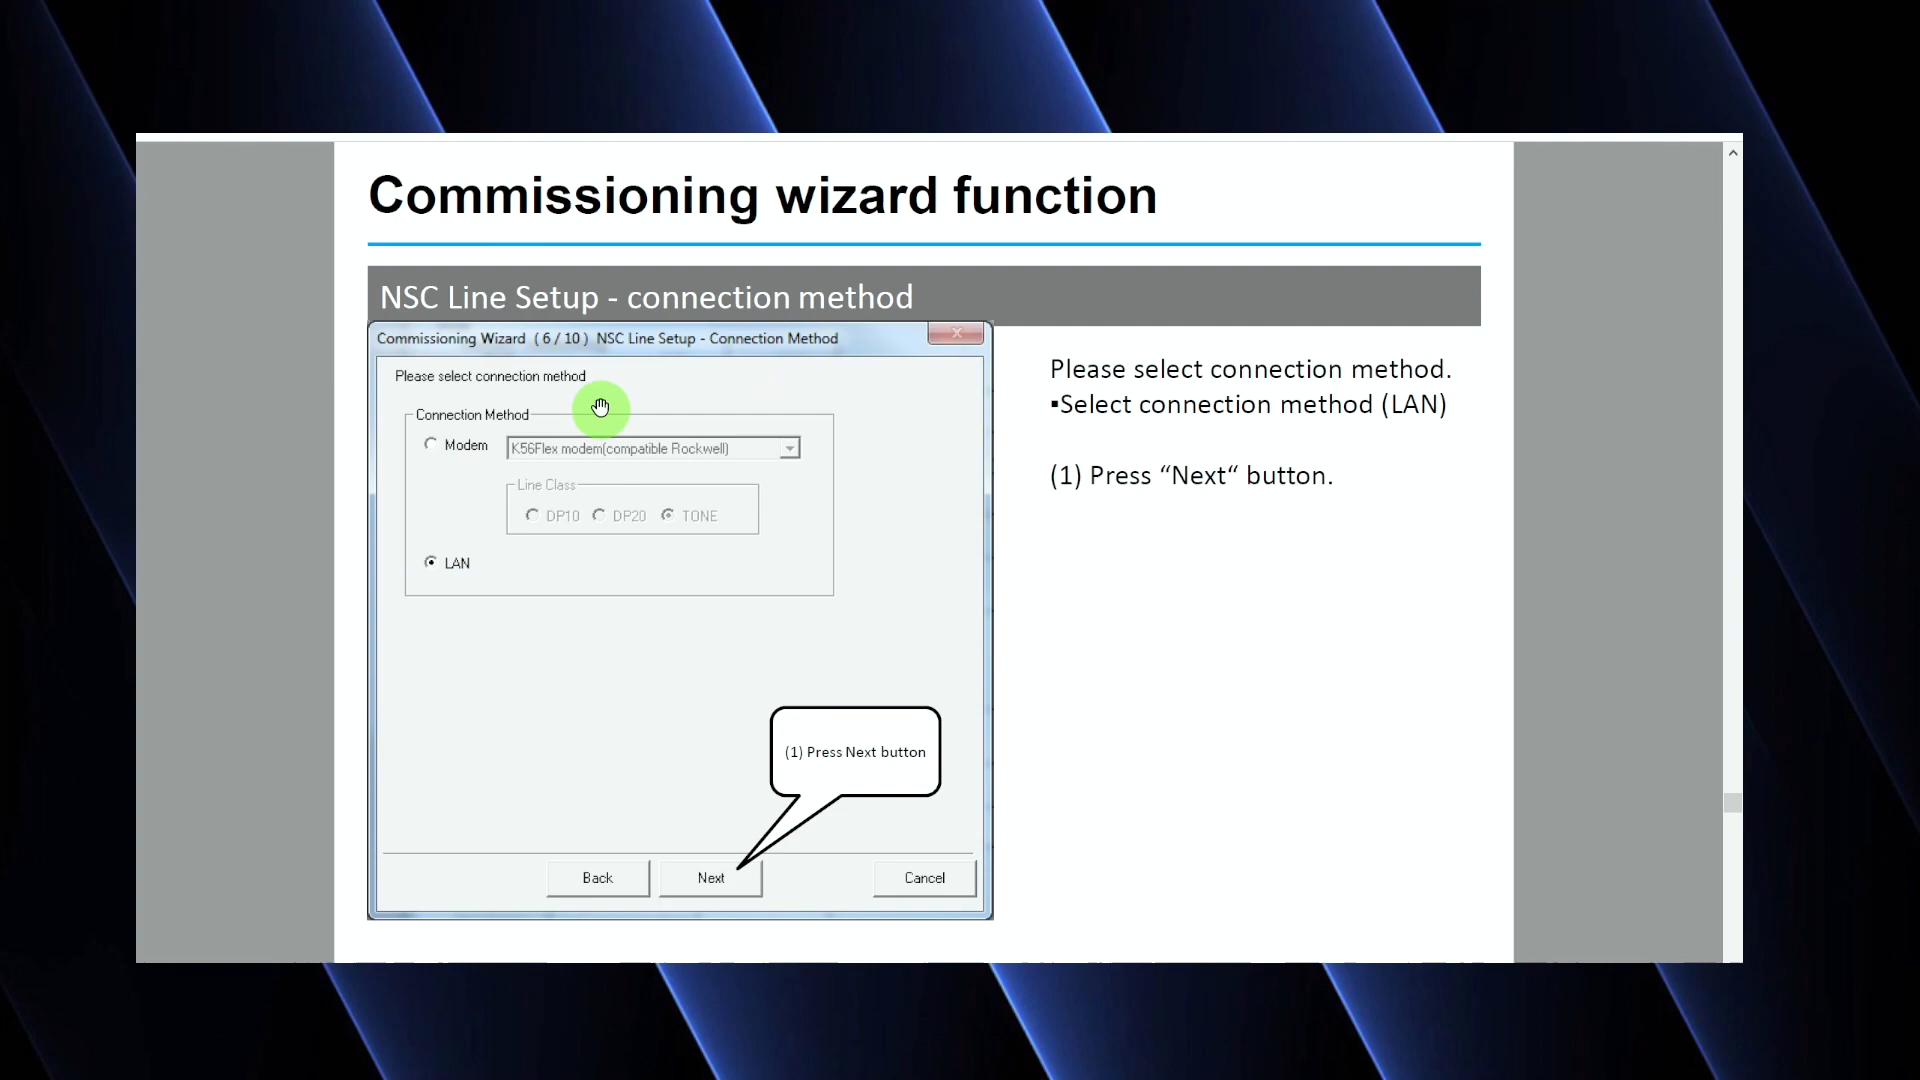 Commissioning wizard function
NSC Line Setup - connection method
Commissioning Wizard ( 6 / 10 ) NSC Line Setup - Connection Method
Please select connection method
Connection Method
Modem
K56Flex modem(compatible Rockwell)
Line Class
DP10 DP20 TONE
LAN
(1) Press Next button
Back Next Cancel
Please select connection method.
▪Select connection method (LAN)
(1) Press “Next“ button.